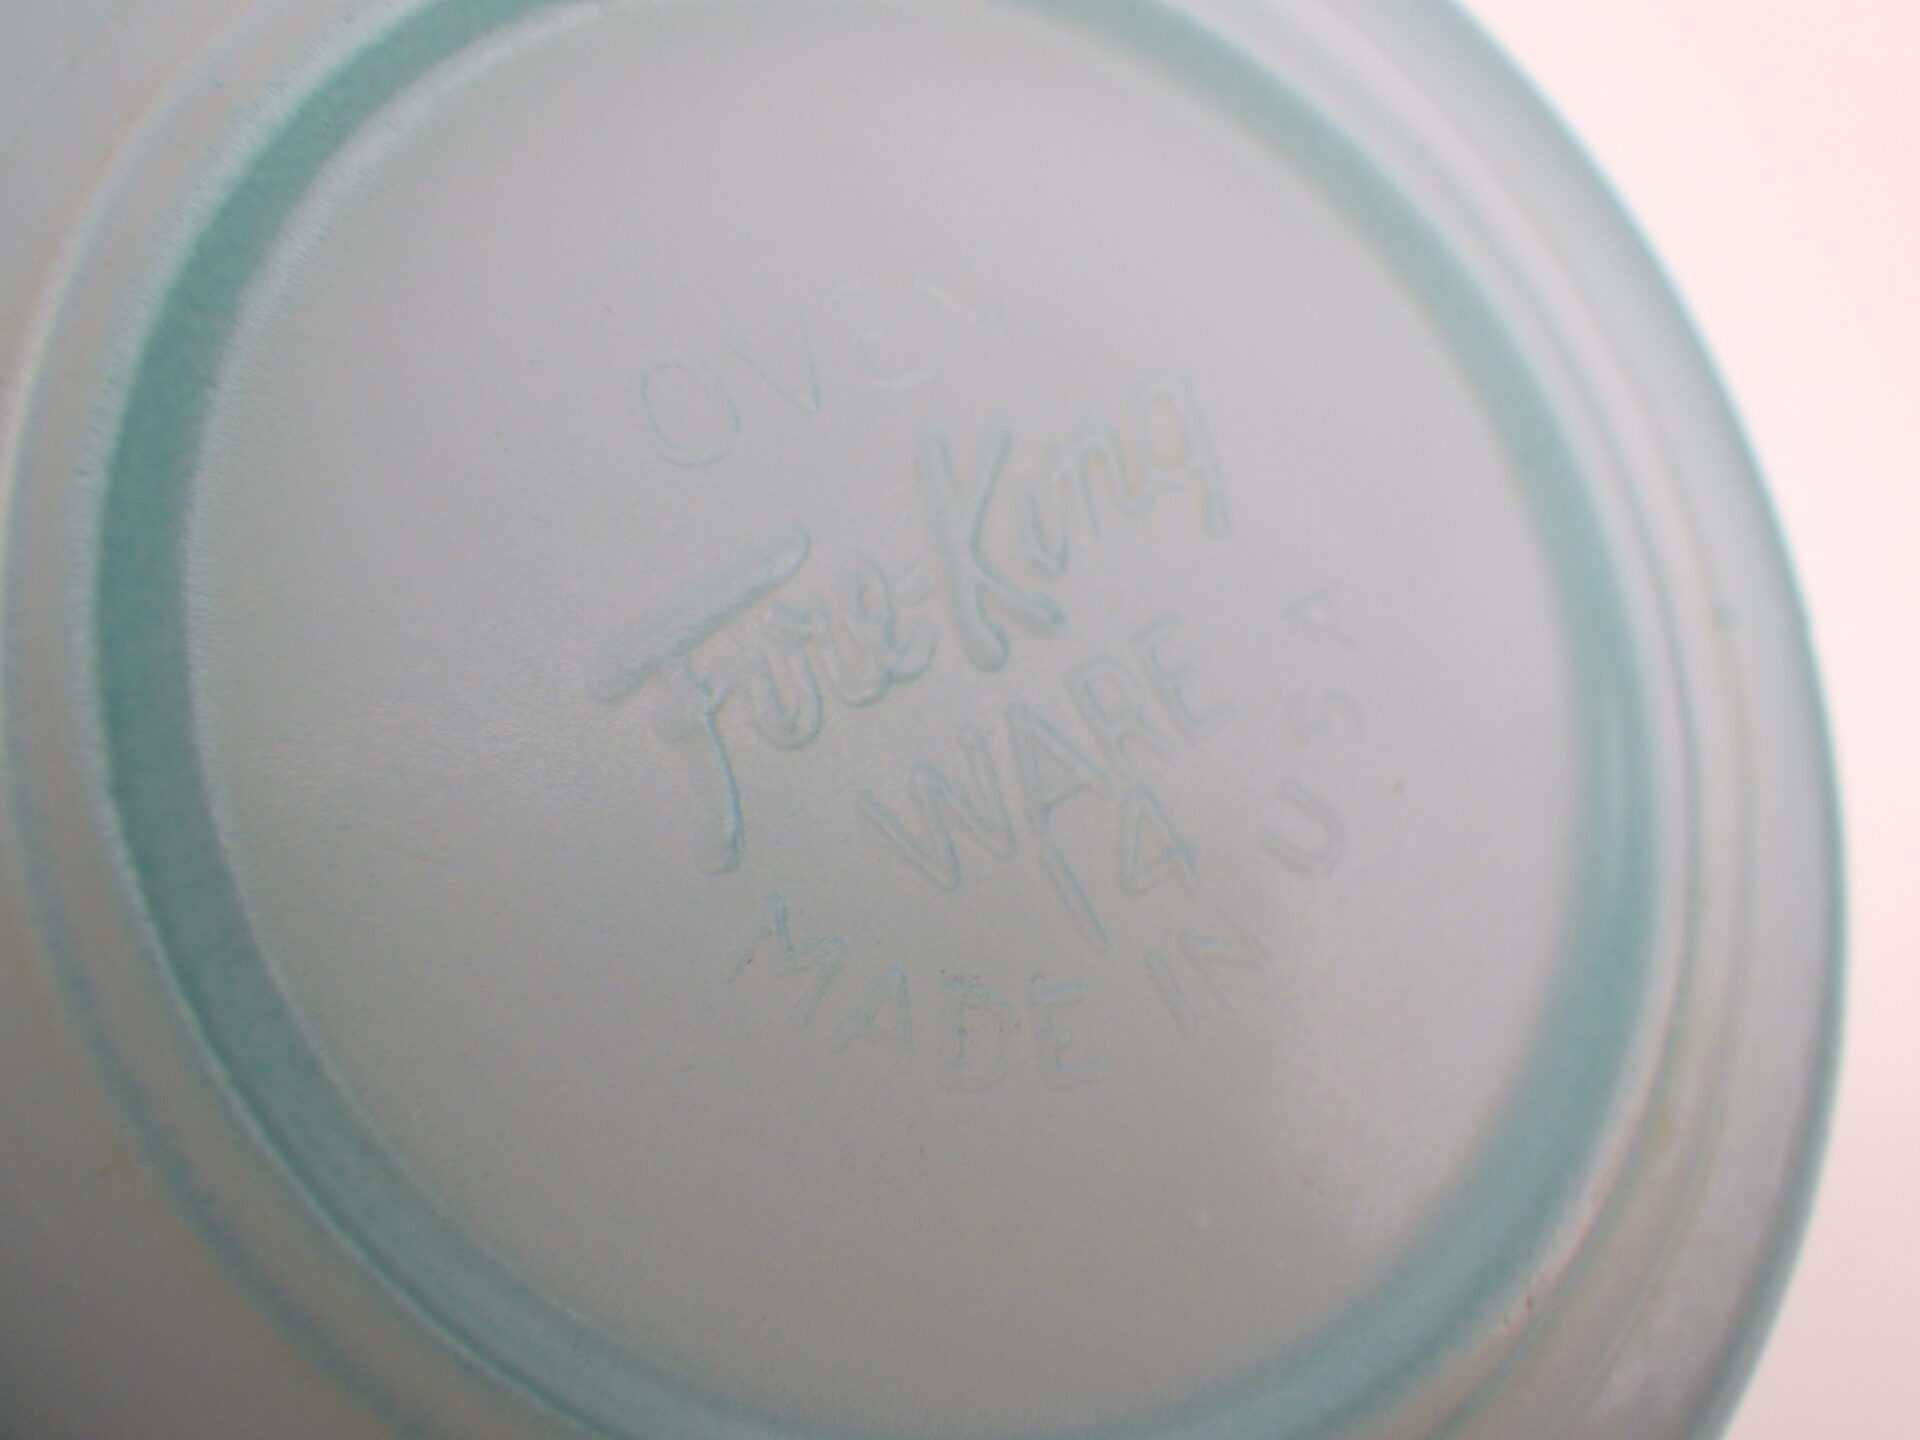 OVEN
Fire-King
WARE
14
MADE IN U S A